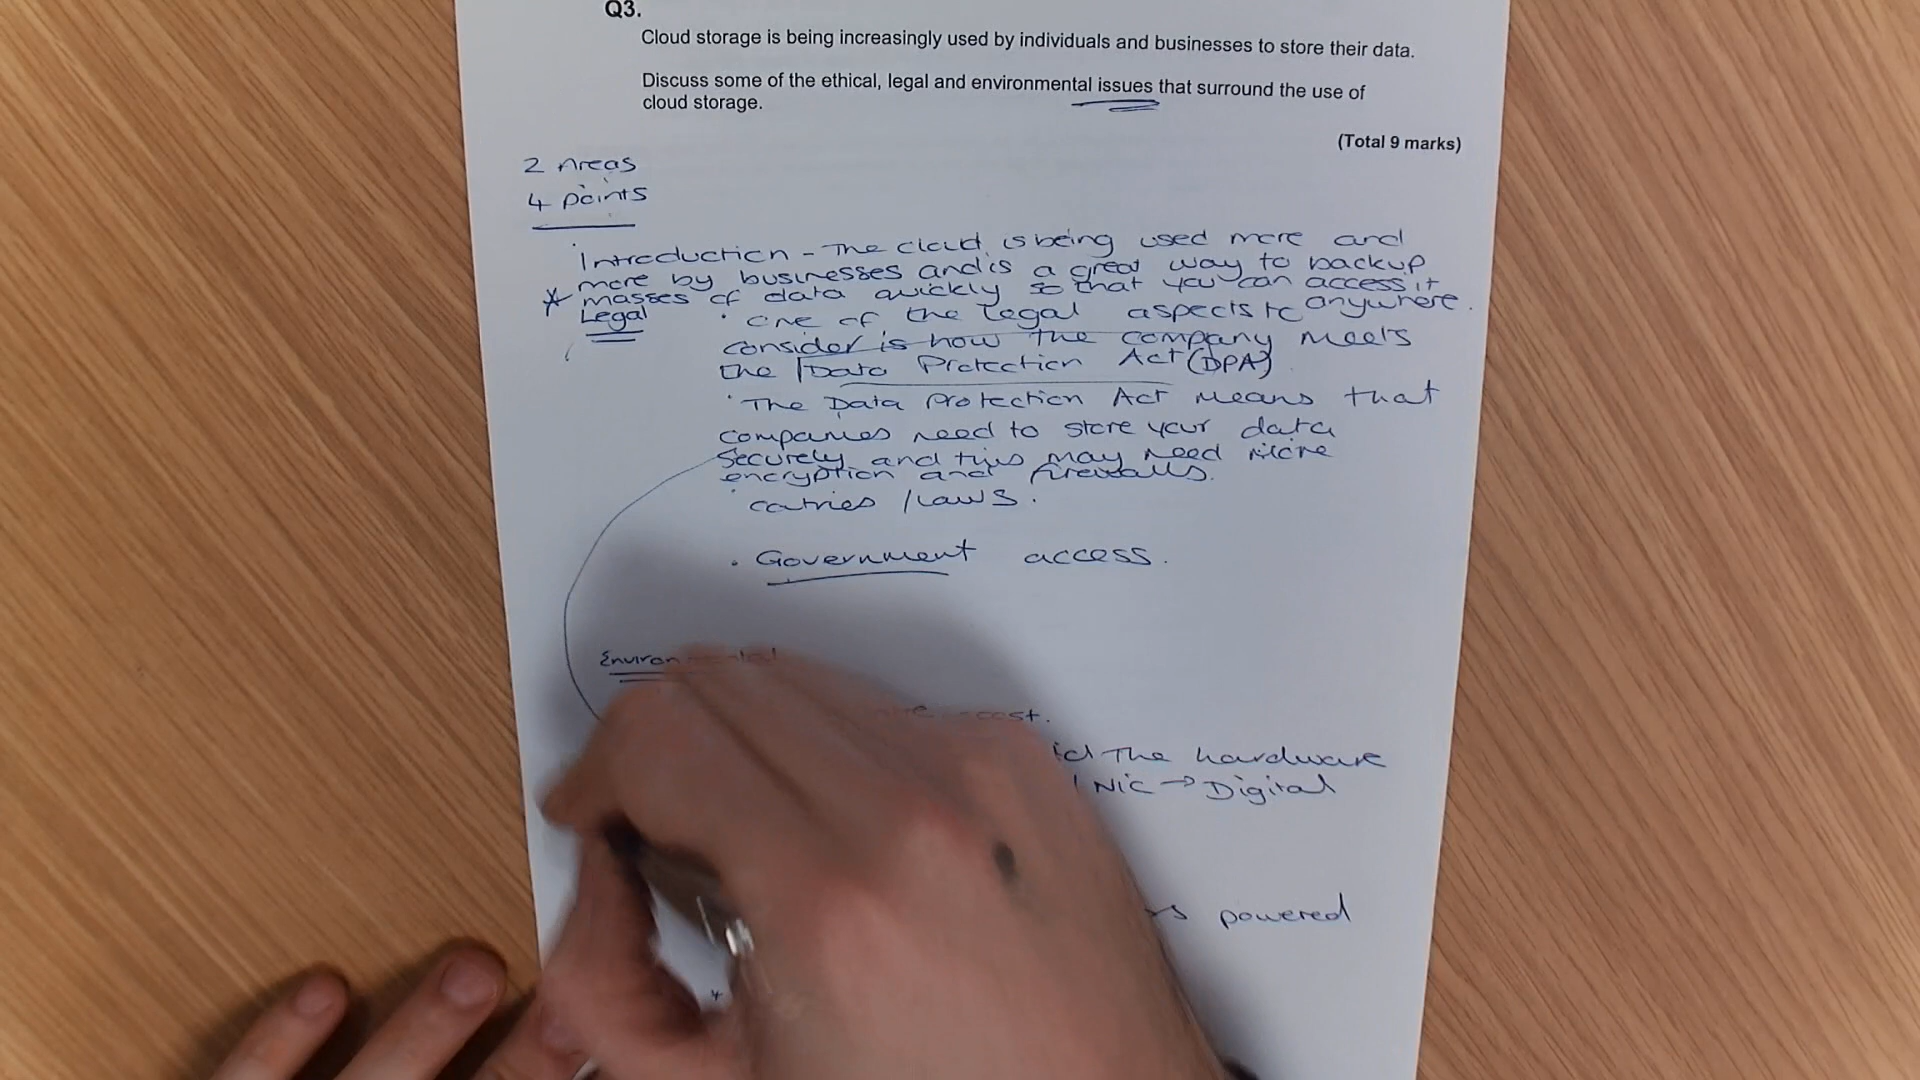 Q3.
Cloud storage is being increasingly used by individuals and businesses to store their data.
Discuss some of the ethical, legal and environmental issues that surround the use of
cloud storage.
(Total 9 marks)
2 Areas
4 points
Introduction - The cloud is being used more and
more by businesses and is a great way to backup
masses of data quickly so that you can access it
anywhere.
Legal
· one of the legal aspects to
consider is how the company meets
the Data Protection Act (DPA)
· The Data Protection Act means that
companies need to store your data
securely and this may need more
encryption and firewalls.
· / Laws.
· Government access.
Environ
cost.
The hardware
NIC → Digital
powered